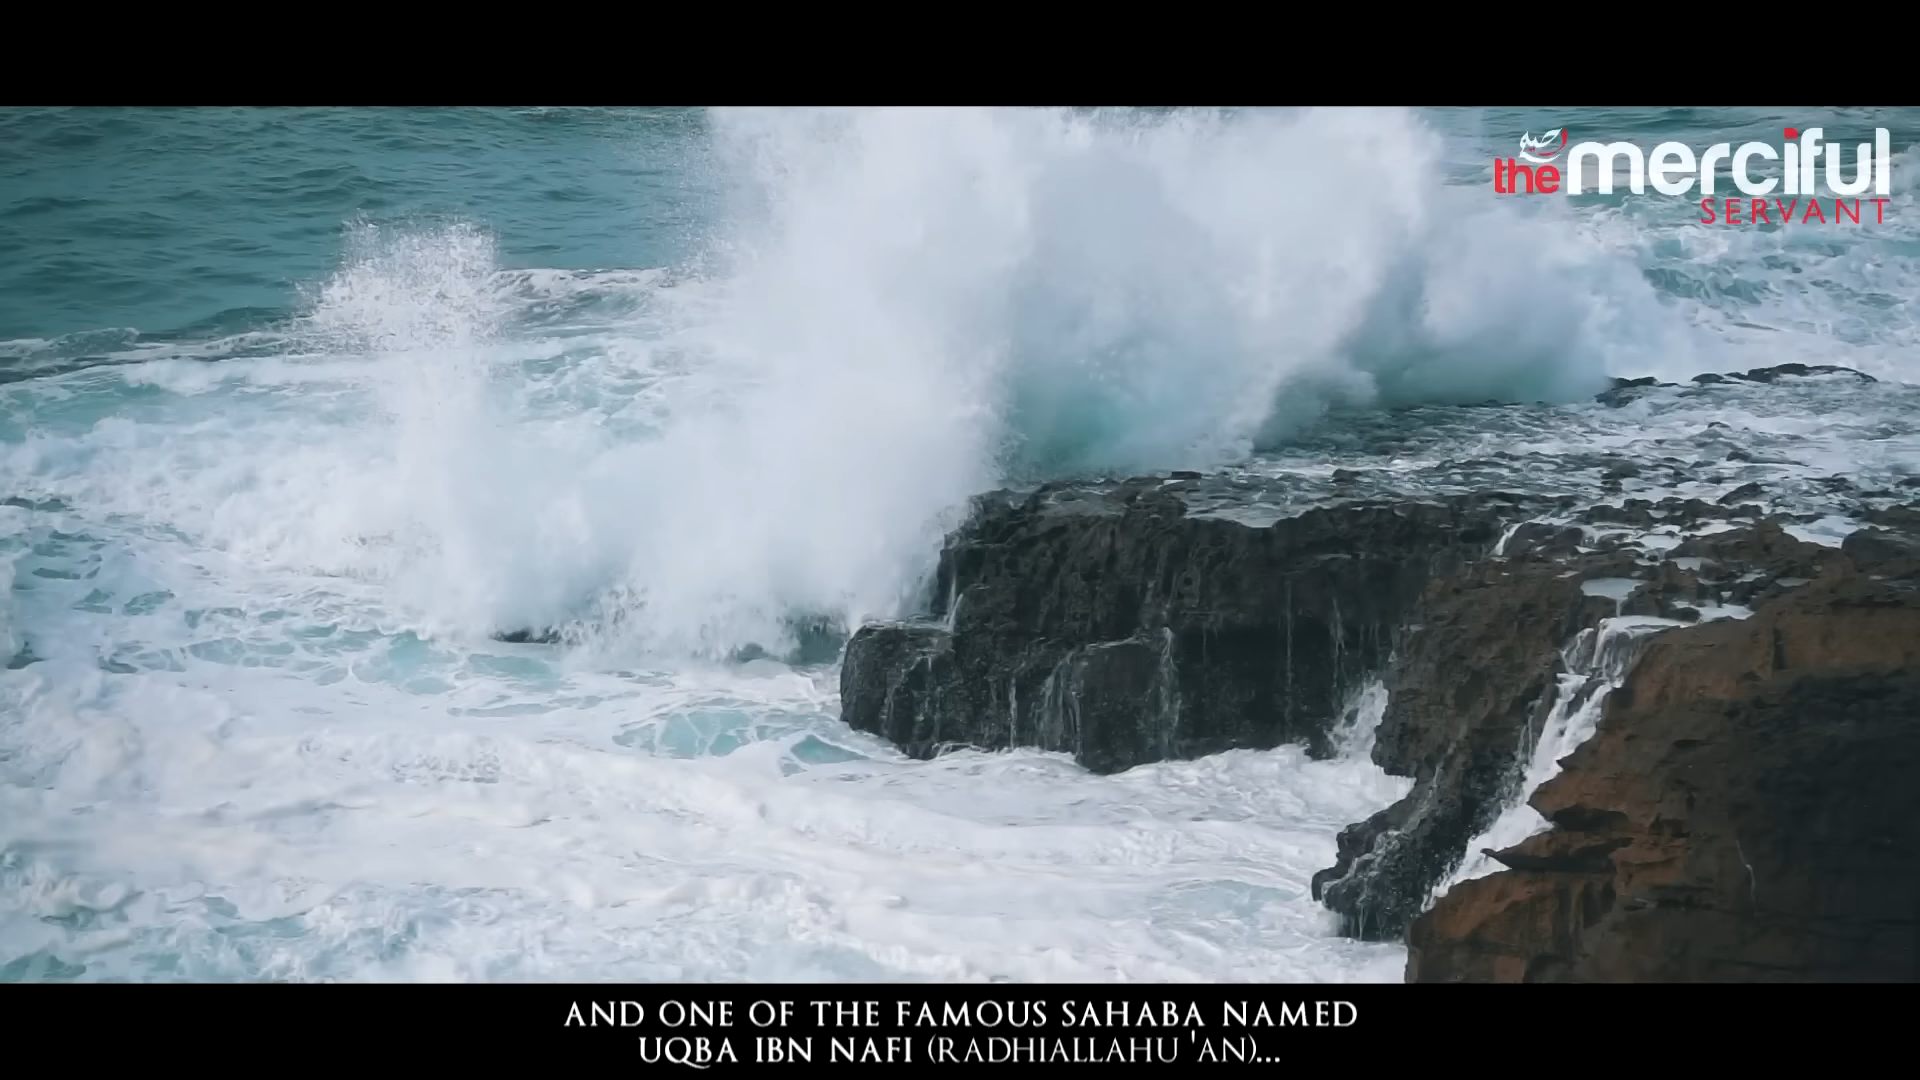 the merciful
SERVANT
AND ONE OF THE FAMOUS SAHABA NAMED
UQBA IBN NAFI (RADHIALLAHU 'AN)...